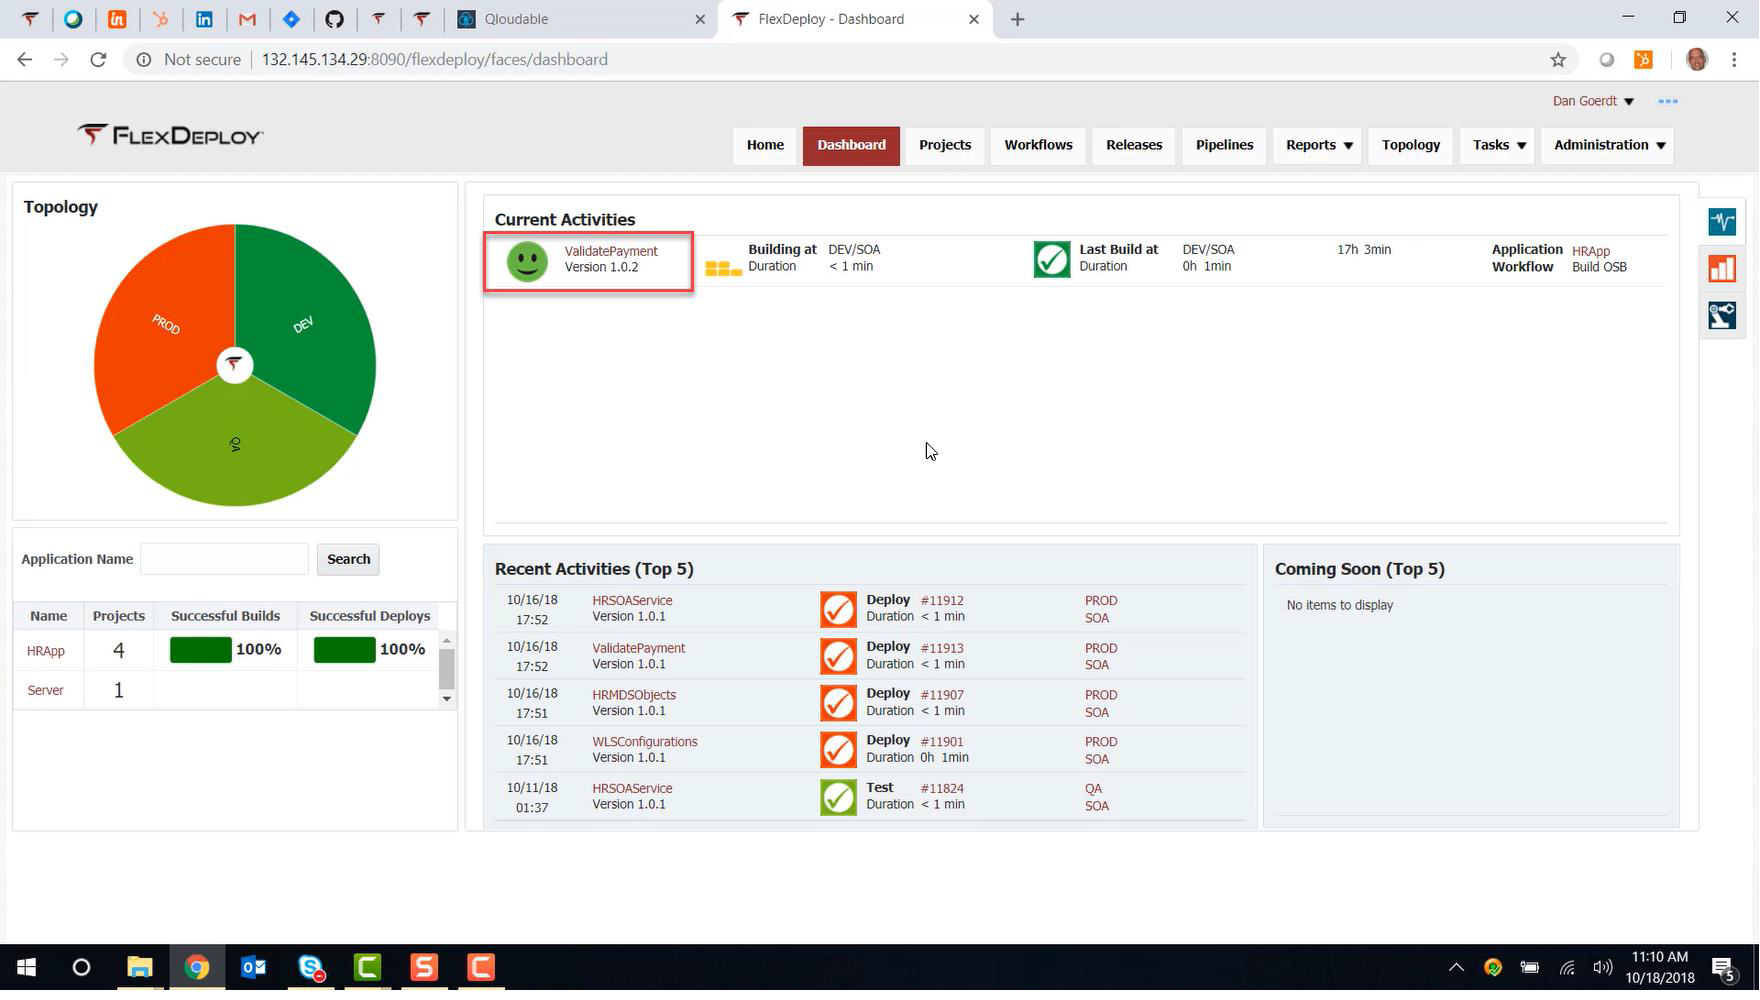 Qloudable
FlexDeploy - Dashboard
Not secure 132.145.134.29:8090/flexdeploy/faces/dashboard
Dan Goerdt
FLEXDEPLOY
Home Dashboard Projects Workflows Releases Pipelines Reports Topology Tasks Administration
Topology
PROD
DEV
QA
Current Activities
ValidatePayment
Version 1.0.2
Building at DEV/SOA
Duration < 1 min
Last Build at DEV/SOA 17h 3min
Duration 0h 1min
Application HRApp
Workflow Build OSB
Application Name Search
Name Projects Successful Builds Successful Deploys
HRApp 4 100% 100%
Server 1
Recent Activities (Top 5)
10/16/18 HRSOAService Deploy #11912 PROD
17:52 Version 1.0.1 Duration < 1 min SOA
10/16/18 ValidatePayment Deploy #11913 PROD
17:52 Version 1.0.1 Duration < 1 min SOA
10/16/18 HRMDSObjects Deploy #11907 PROD
17:51 Version 1.0.1 Duration < 1 min SOA
10/16/18 WLSConfigurations Deploy #11901 PROD
17:51 Version 1.0.1 Duration 0h 1min SOA
10/11/18 HRSOAService Test #11824 QA
01:37 Version 1.0.1 Duration < 1 min SOA
Coming Soon (Top 5)
No items to display
11:10 AM
10/18/2018
5